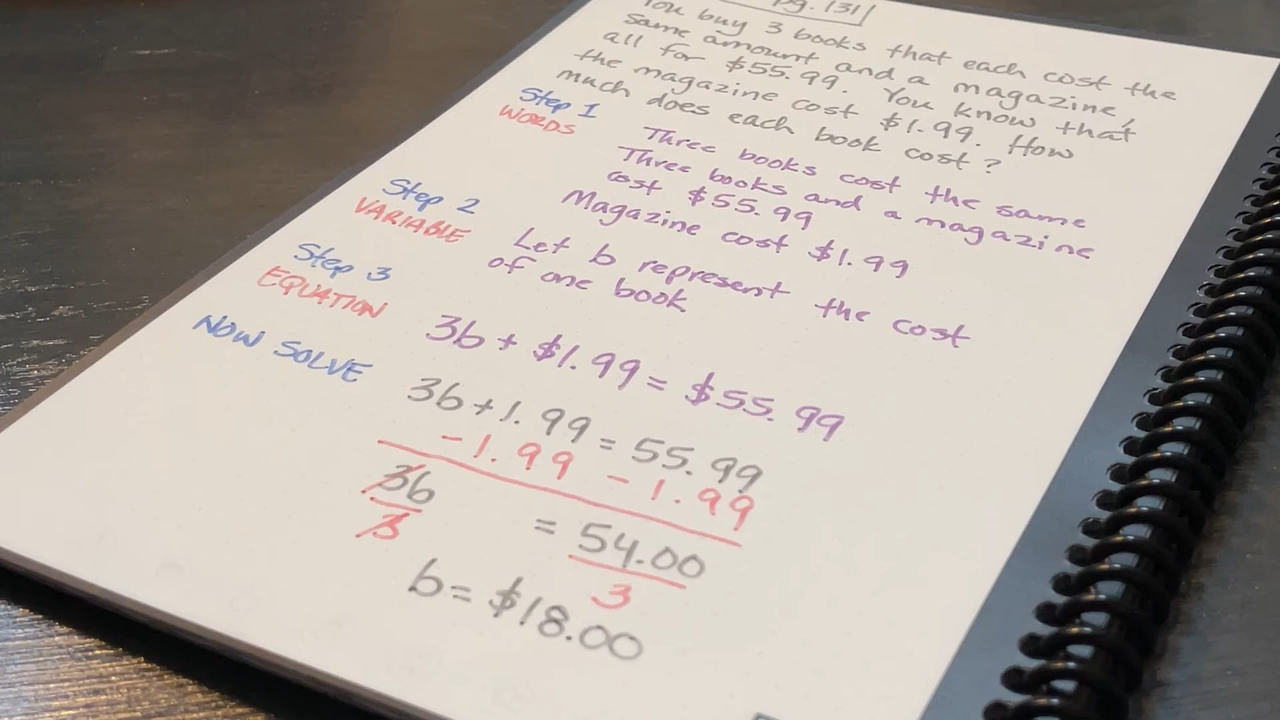 pg. 131
You buy 3 books that each cost the
same amount and a magazine,
all for $55.99. You know that
the magazine cost $1.99. How
much does each book cost?
Step 1
WORDS
Three books cost the same
Three books and a magazine
cost $55.99
Magazine cost $1.99
Step 2
VARIABLE
Let b represent the cost
of one book
Step 3
EQUATION
3b + $1.99 = $55.99
NOW SOLVE
3b + 1.99 = 55.99
- 1.99 - 1.99
3b = 54.00
3 3
b = $18.00